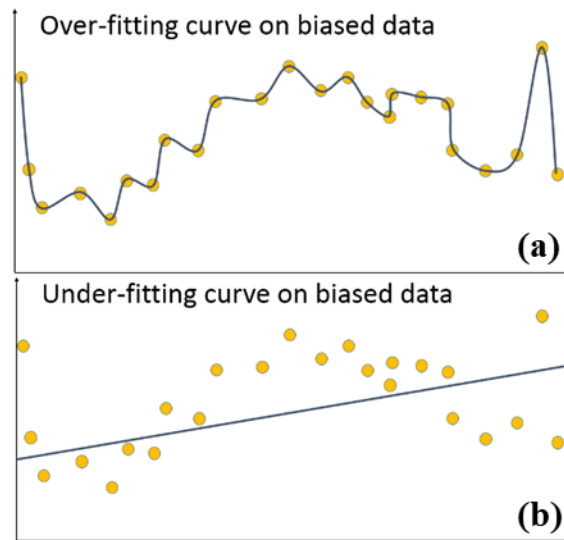 Over-fitting curve on biased data
(a)
Under-fitting curve on biased data
(b)